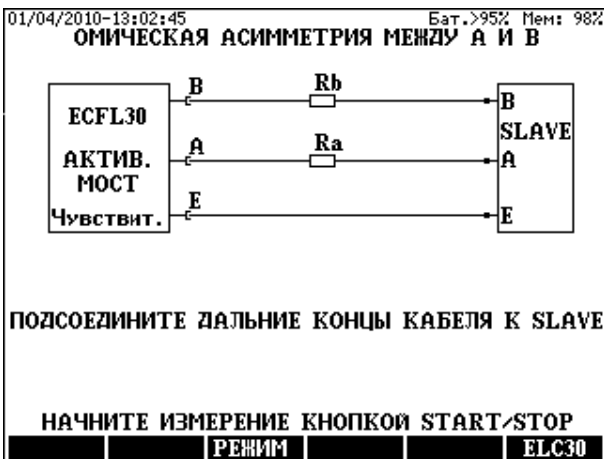 01/04/2010-13:02:45 Бат.>95% Мем: 98%
ОМИЧЕСКАЯ АСИММЕТРИЯ МЕЖДУ А И В
B Rb B
ECFL30
SLAVE
A Ra A
АКТИВ.
МОСТ
E E
Чувствит.
ПОДСОЕДИНИТЕ ДАЛЬНИЕ КОНЦЫ КАБЕЛЯ К SLAVE
НАЧНИТЕ ИЗМЕРЕНИЕ КНОПКОЙ START/STOP
РЕЖИМ ELC30